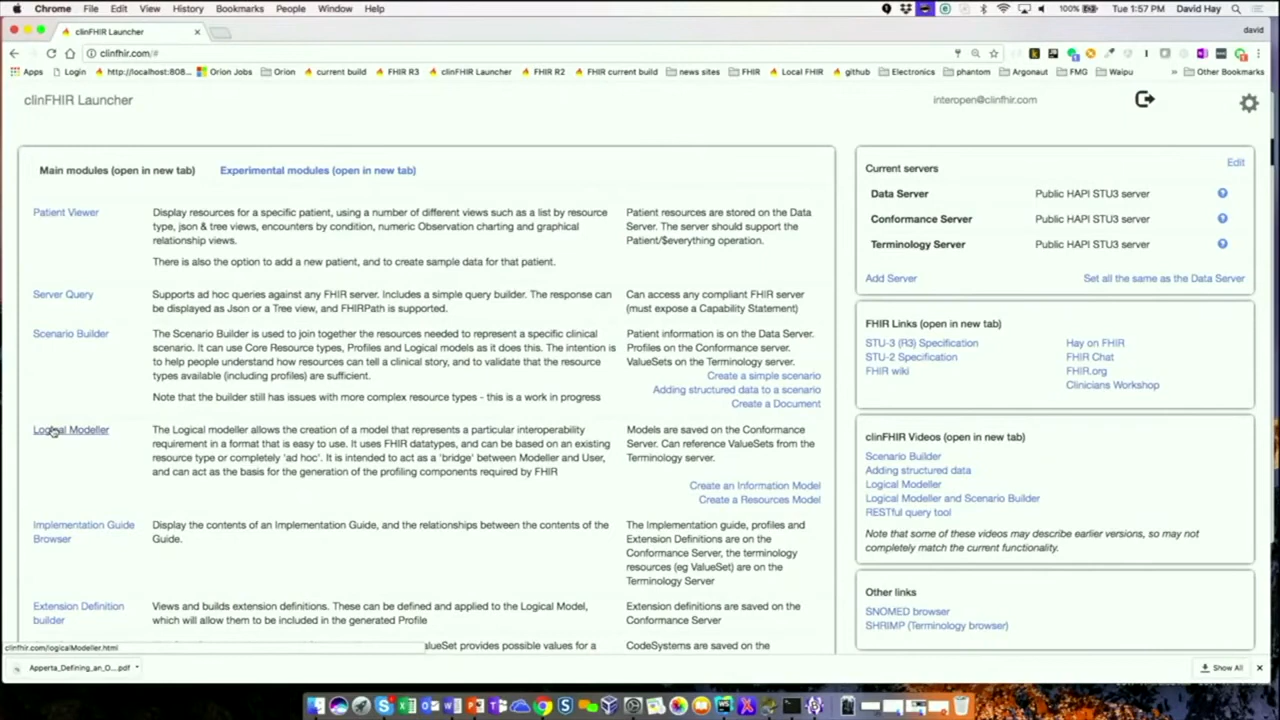 Chrome File Edit View History Bookmarks People Window Help 100% Tue 1:57 PM David Hay
clinFHIR Launcher david
clinfhir.com/#
Apps Login http://localhost:808... Orion Jobs Orion current build FHIR R3 clinFHIR Launcher FHIR R2 FHIR current build news sites FHIR Local FHIR github Electronics phantom Argonaut FMG Waipu » Other Bookmarks
clinFHIR Launcher interopen@clinfhir.com
Main modules (open in new tab) Experimental modules (open in new tab)
Patient Viewer Display resources for a specific patient, using a number of different views such as a list by resource Patient resources are stored on the Data
type, json & tree views, encounters by condition, numeric Observation charting and graphical Server. The server should support the
relationship views. Patient/$everything operation.
There is also the option to add a new patient, and to create sample data for that patient.
Server Query Supports ad hoc queries against any FHIR server. Includes a simple query builder. The response can Can access any compliant FHIR server
be displayed as Json or a Tree view, and FHIRPath is supported. (must expose a Capability Statement)
Scenario Builder The Scenario Builder is used to join together the resources needed to represent a specific clinical Patient information is on the Data Server.
scenario. It can use Core Resource types, Profiles and Logical models as it does this. The intention is Profiles on the Conformance server.
to help people understand how resources can tell a clinical story, and to validate that the resource ValueSets on the Terminology server.
types available (including profiles) are sufficient. Create a simple scenario
Adding structured data to a scenario
Note that the builder still has issues with more complex resource types - this is a work in progress Create a Document
Logical Modeller The Logical modeller allows the creation of a model that represents a particular interoperability Models are saved on the Conformance
requirement in a format that is easy to use. It uses FHIR datatypes, and can be based on an existing Server. Can reference ValueSets from the
resource type or completely 'ad hoc'. It is intended to act as a 'bridge' between Modeller and User, Terminology server.
and can act as the basis for the generation of the profiling components required by FHIR
Create an Information Model
Create a Resources Model
Implementation Guide Display the contents of an Implementation Guide, and the relationships between the contents of the The Implementation guide, profiles and
Browser Guide. Extension Definitions are on the
Conformance Server, the terminology
resources (eg ValueSet) are on the
Terminology Server
Extension Definition Views and builds extension definitions. These can be defined and applied to the Logical Model, Extension definitions are saved on the
builder which will allow them to be included in the generated Profile Conformance Server
alueSet provides possible values for a CodeSystems are saved on the
Current servers Edit
Data Server Public HAPI STU3 server
Conformance Server Public HAPI STU3 server
Terminology Server Public HAPI STU3 server
Add Server Set all the same as the Data Server
FHIR Links (open in new tab)
STU-3 (R3) Specification Hay on FHIR
STU-2 Specification FHIR Chat
FHIR wiki FHIR.org
Clinicians Workshop
clinFHIR Videos (open in new tab)
Scenario Builder
Adding structured data
Logical Modeller
Logical Modeller and Scenario Builder
RESTful query tool
Note that some of these videos may describe earlier versions, so may not
completely match the current functionality.
Other links
SNOMED browser
SHRIMP (Terminology browser)
clinfhir.com/logicalModeller.html
Apperta_Defining_an_O....pdf Show All